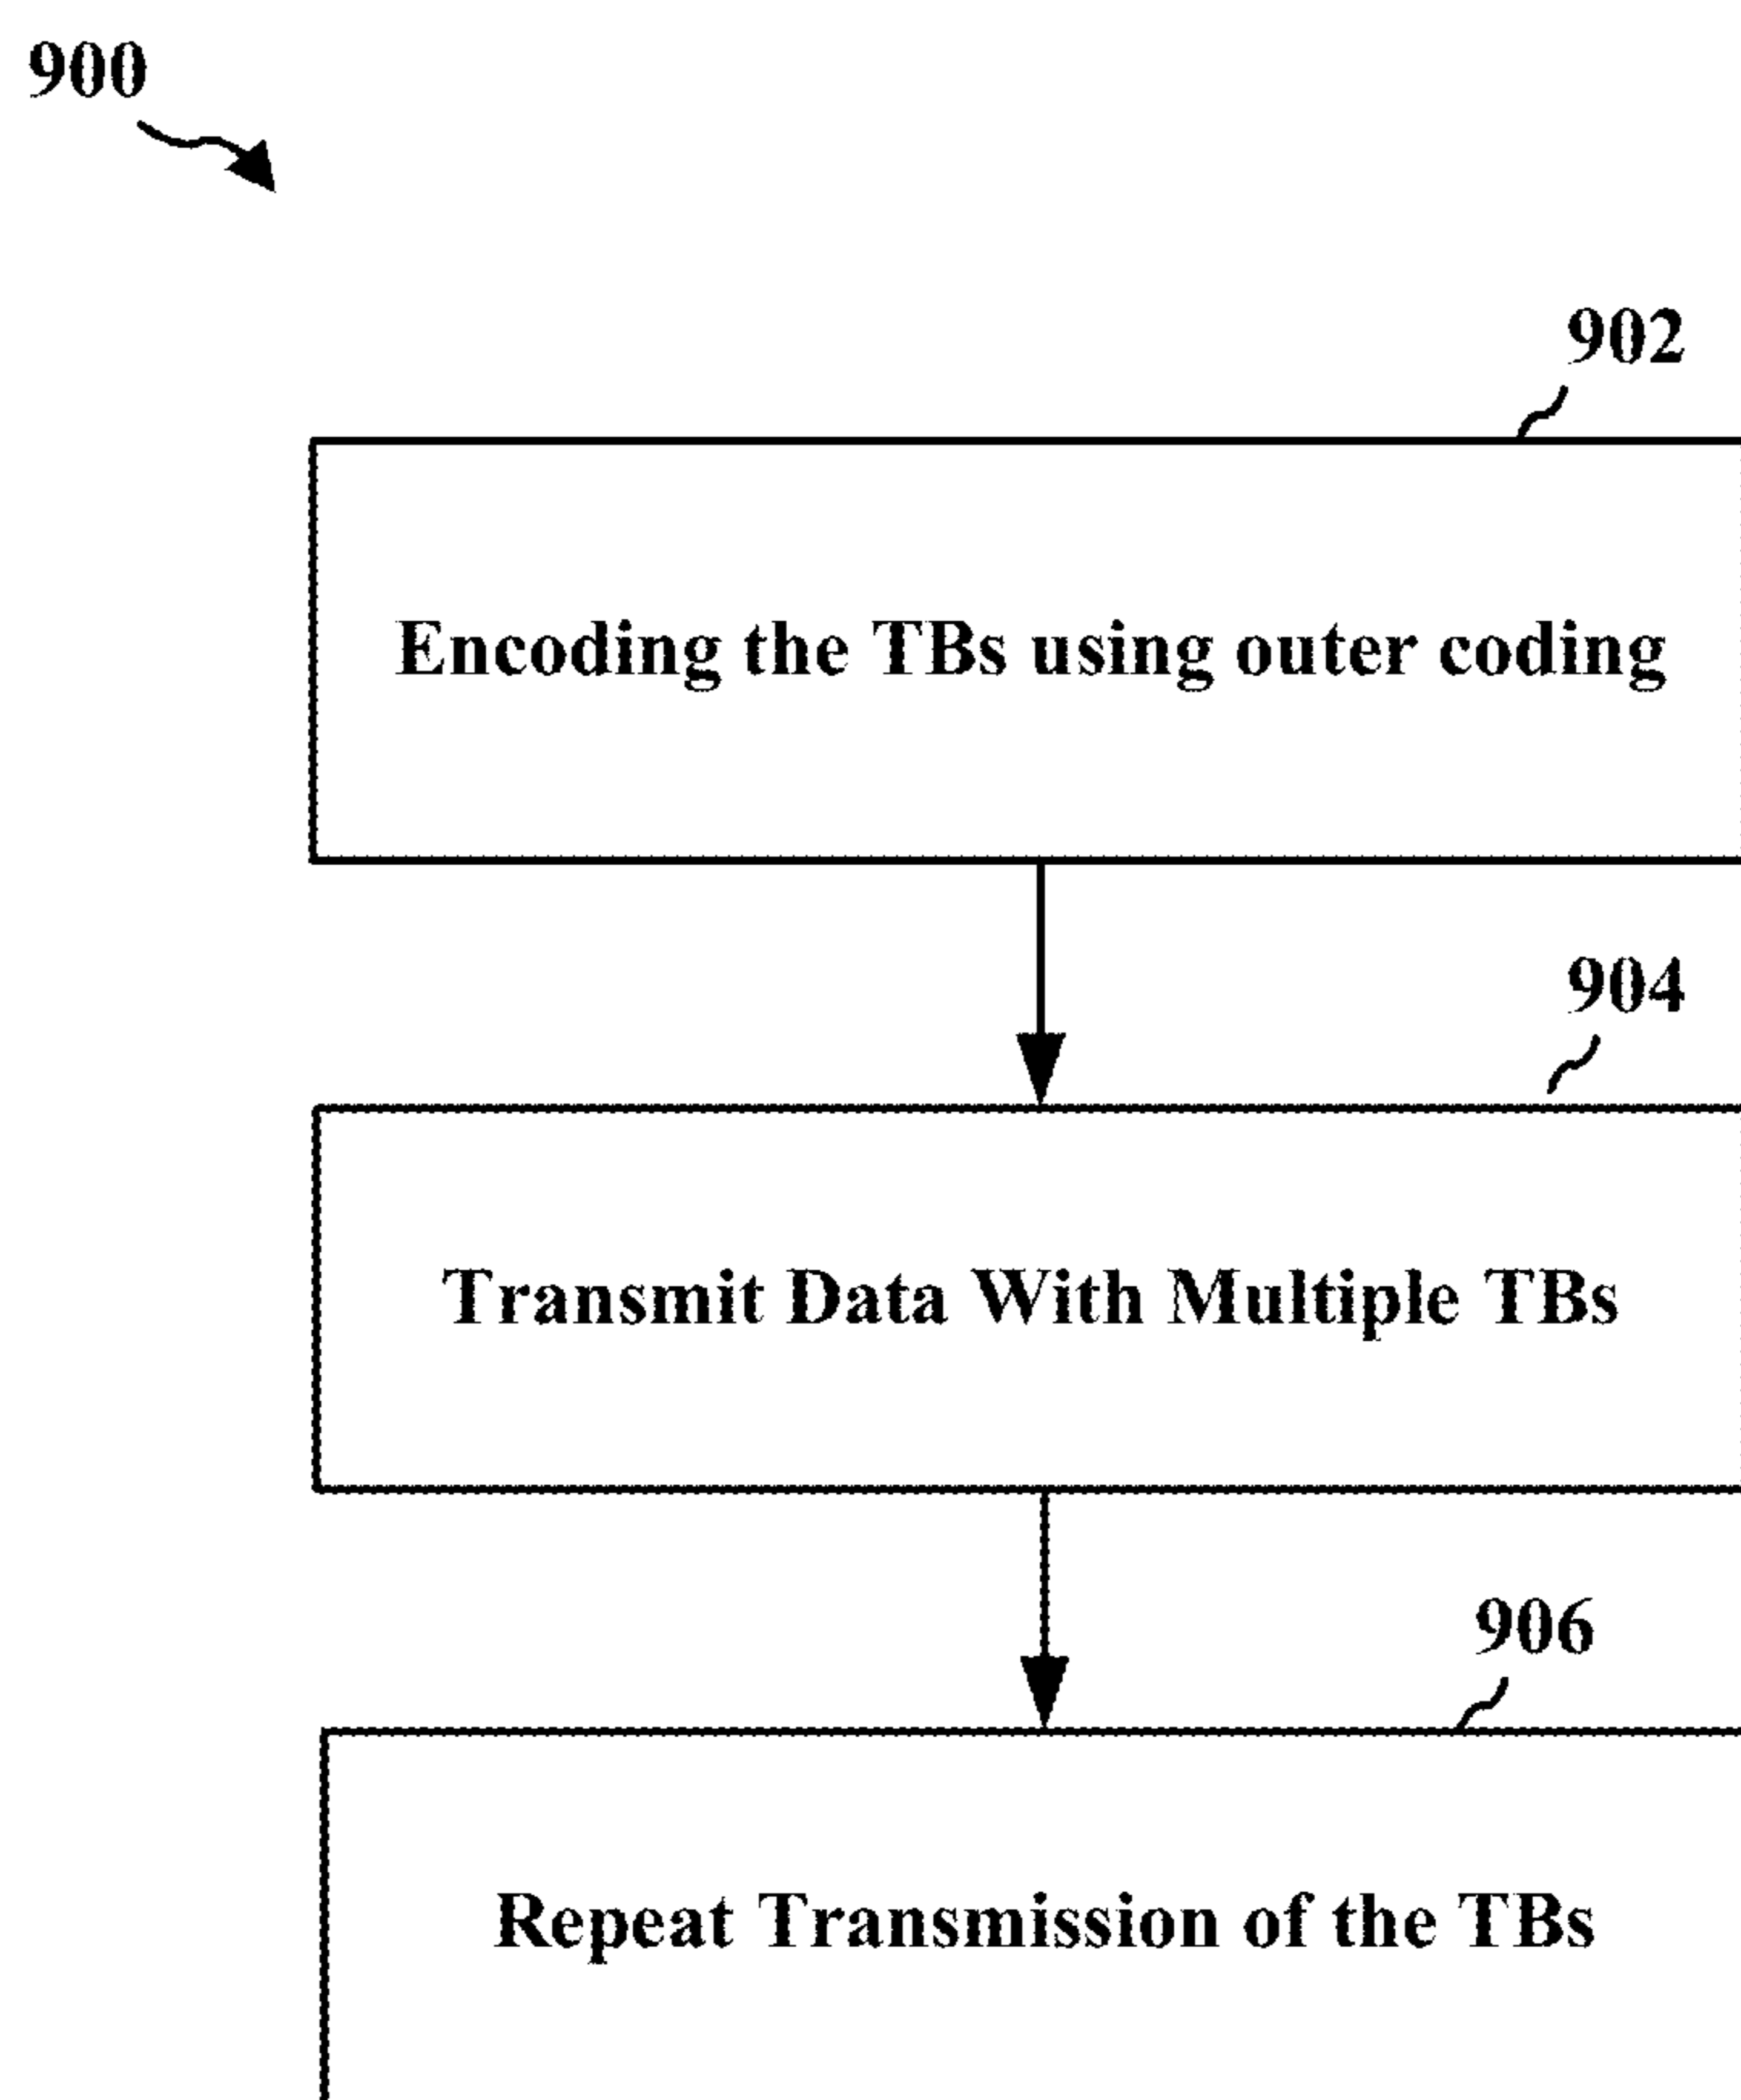 900
902
Encoding the TBs using outer coding
904
Transmit Data With Multiple TBs
906
Repeat Transmission of the TBs